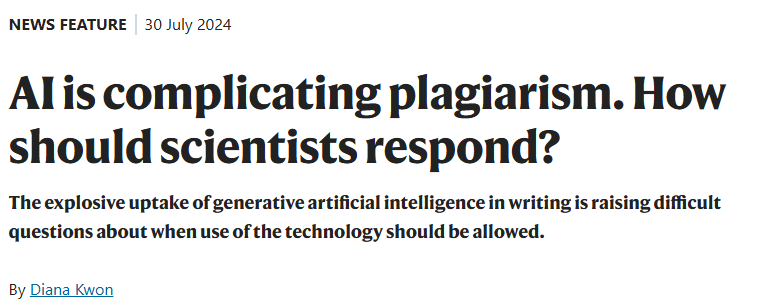 NEWS FEATURE | 30 July 2024
AI is complicating plagiarism. How
should scientists respond?
The explosive uptake of generative artificial intelligence in writing is raising difficult
questions about when use of the technology should be allowed.
By Diana Kwon